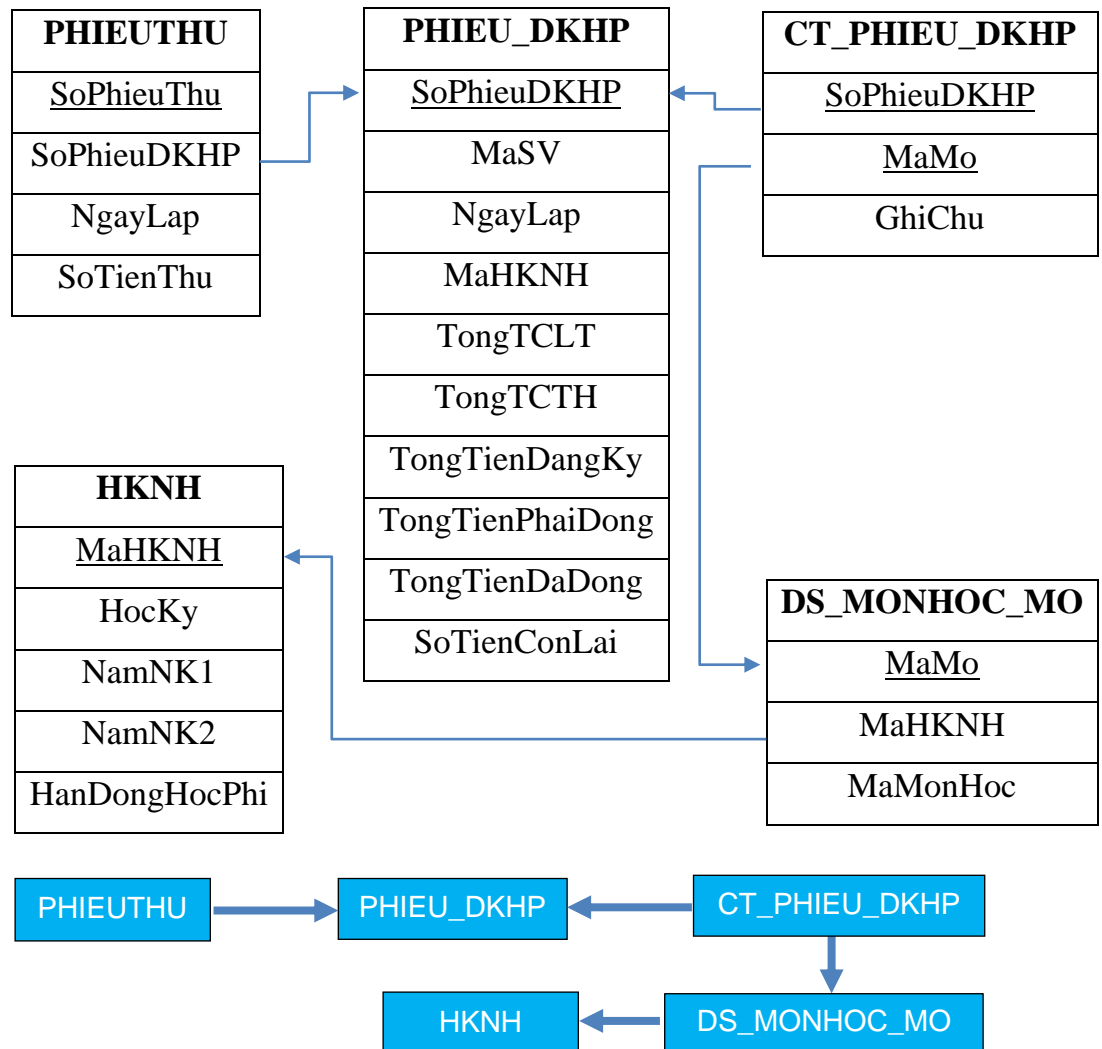 PHIEUTHU
SoPhieuThu
SoPhieuDKHP
NgayLap
SoTienThu
PHIEU_DKHP
SoPhieuDKHP
MaSV
NgayLap
MaHKNH
TongTCLT
TongTCTH
TongTienDangKy
TongTienPhaiDong
TongTienDaDong
SoTienConLai
CT_PHIEU_DKHP
SoPhieuDKHP
MaMo
GhiChu
HKNH
MaHKNH
HocKy
NamNK1
NamNK2
HanDongHocPhi
DS_MONHOC_MO
MaMo
MaHKNH
MaMonHoc
PHIEUTHU
PHIEU_DKHP
CT_PHIEU_DKHP
HKNH
DS_MONHOC_MO